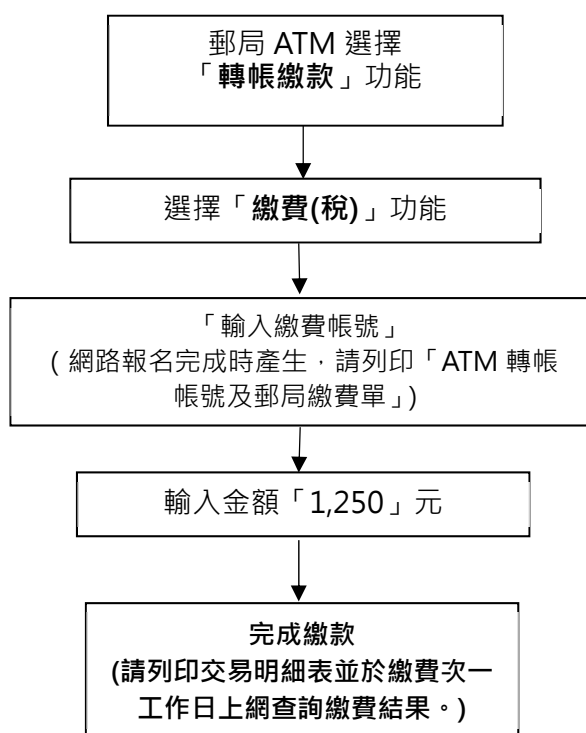 郵局 ATM 選擇
「轉帳繳款」功能
選擇「繳費(稅)」功能
「輸入繳費帳號」
(網路報名完成時產生，請列印「ATM 轉帳
帳號及郵局繳費單」)
輸入金額「1,250」元
完成繳款
(請列印交易明細表並於繳費次一
工作日上網查詢繳費結果。)